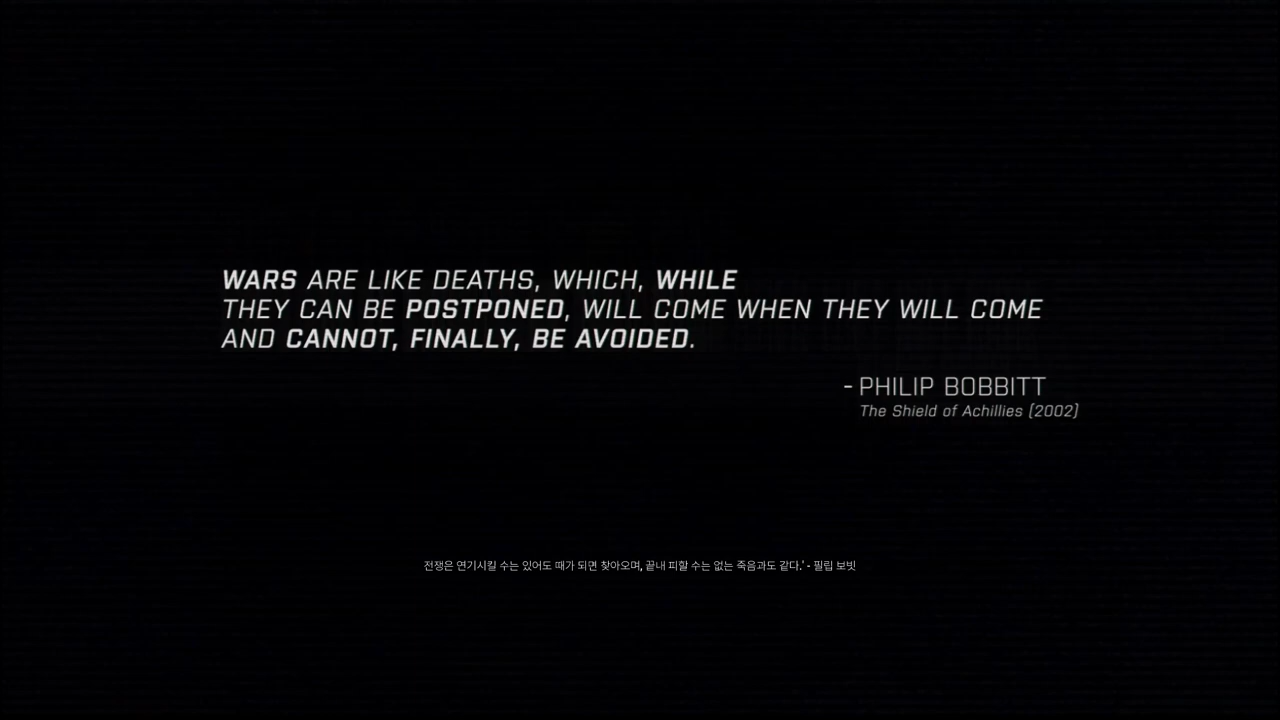 WARS ARE LIKE DEATHS, WHICH, WHILE
THEY CAN BE POSTPONED, WILL COME WHEN THEY WILL COME
AND CANNOT, FINALLY, BE AVOIDED.
- PHILIP BOBBITT
The Shield of Achillies (2002)
전쟁은 연기시킬 수는 있어도 때가 되면 찾아오며, 끝내 피할 수는 없는 죽음과도 같다.' - 필립 보빗